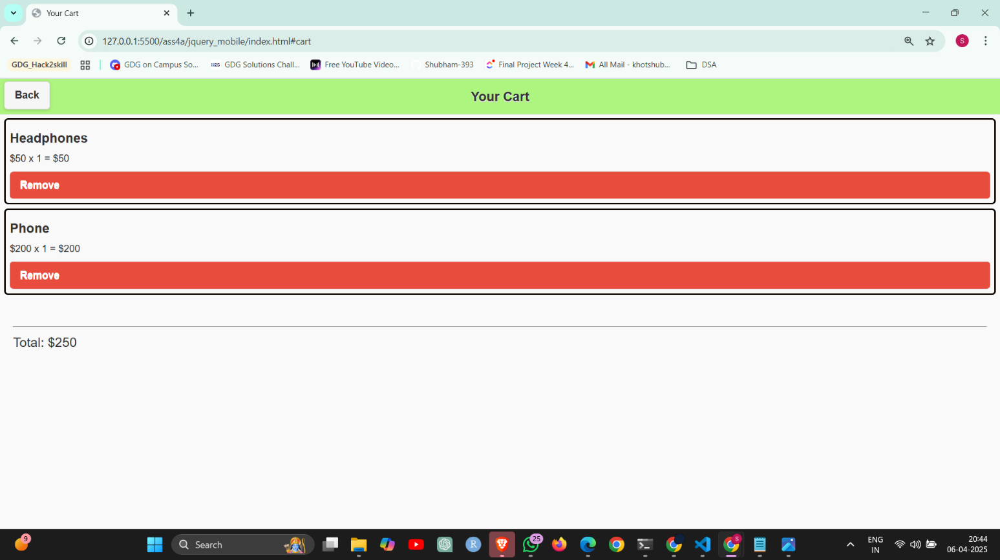 Your Cart
127.0.0.1:5500/ass4a/jquery_mobile/index.html#cart
S
GDG_Hack2skill
GDG on Campus So...
GDG Solutions Chall...
Free YouTube Video...
Shubham-393
Final Project Week 4...
All Mail - khotshub...
DSA
Back
Your Cart
Headphones
$50 x 1 = $50
Remove
Phone
$200 x 1 = $200
Remove
Total: $250
9
Search
R
25
S
ENG
IN
20:44
06-04-2025